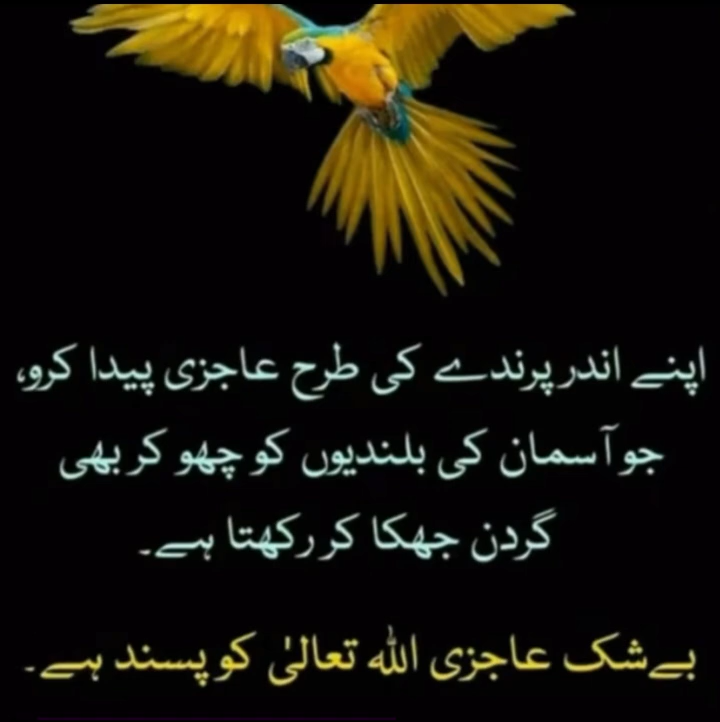 اپنے اندر پرندے کی طرح عاجزی پیدا کرو،
جو آسمان کی بلندیوں کو چھو کر بھی
گردن جھکا کر رکھتا ہے۔
بے شک عاجزی اللہ تعالیٰ کو پسند ہے۔